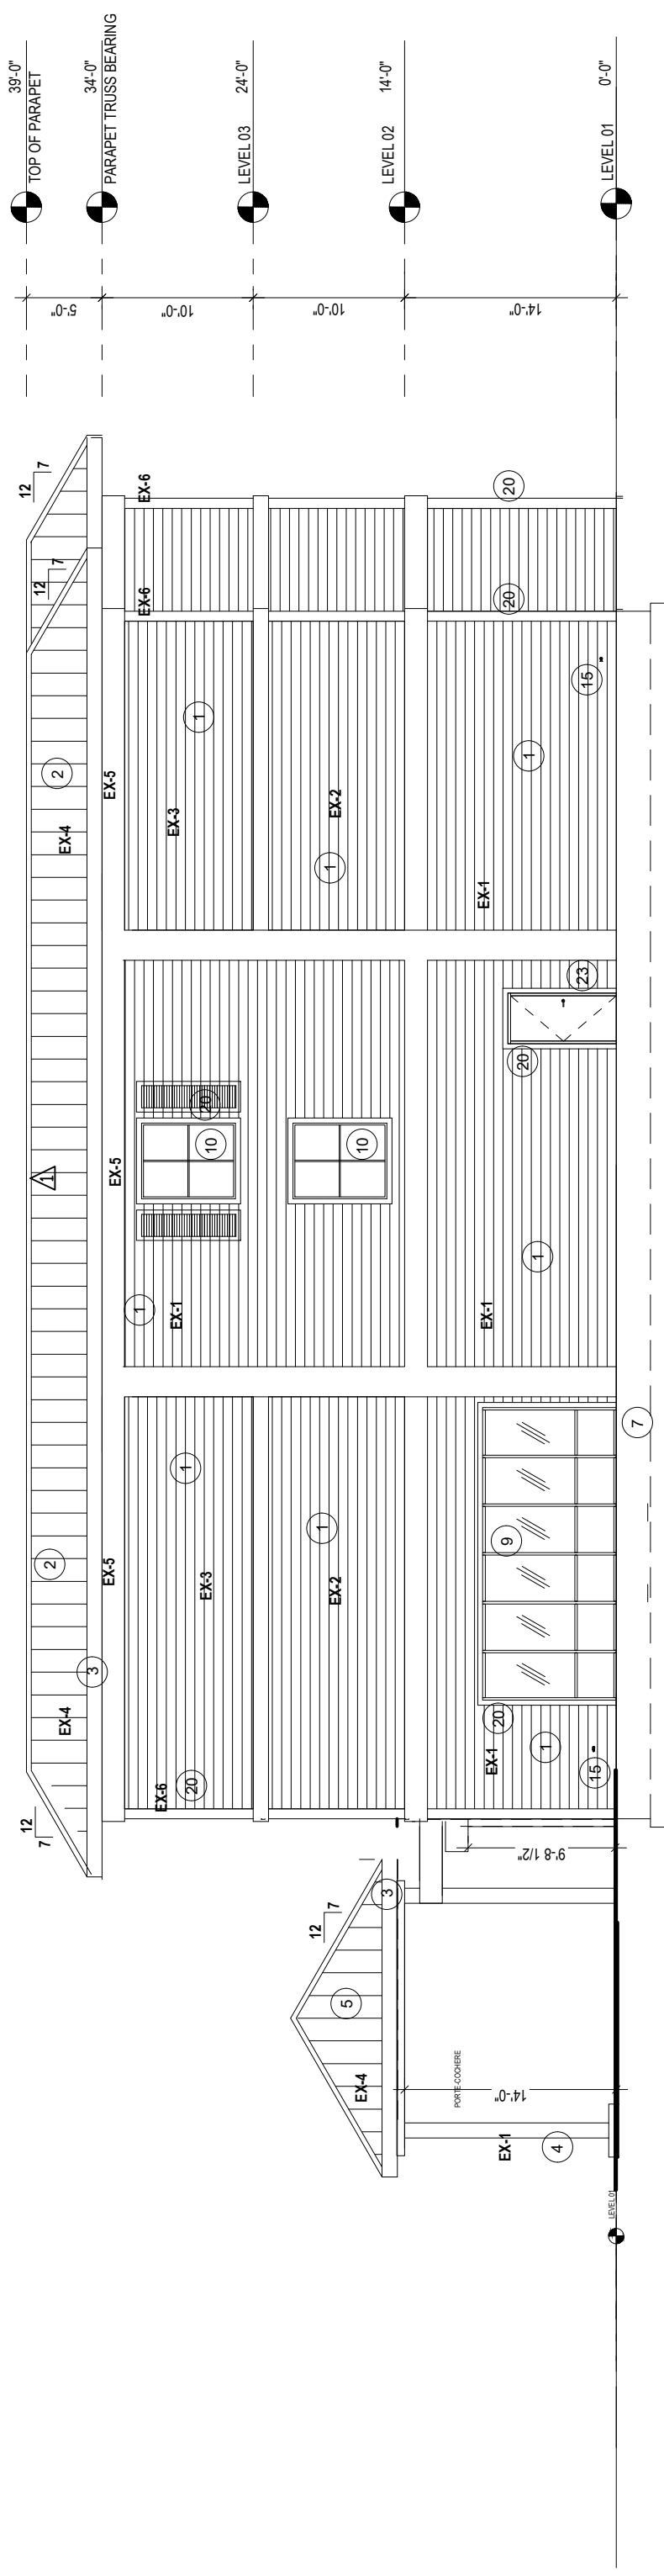 39'-0"
TOP OF PARAPET
34'-0"
PARAPET TRUSS BEARING
24'-0"
LEVEL 03
14'-0"
LEVEL 02
0'-0"
LEVEL 01
5'-0"
10'-0"
10'-0"
14'-0"
12
7
12
7
EX-6
EX-6
20
20
2
EX-4
EX-5
1
EX-3
EX-2
1
1
EX-1
15
1
EX-5
20
10
10
20
23
1
EX-1
1
EX-1
2
EX-5
3
EX-4
1
EX-3
1
EX-2
9
7
20
EX-1
1
15
EX-6
20
12
7
9'-8 1/2"
3
12
7
5
EX-4
PORTE-COCHERE
14'-0"
EX-1
4
LEVEL 01